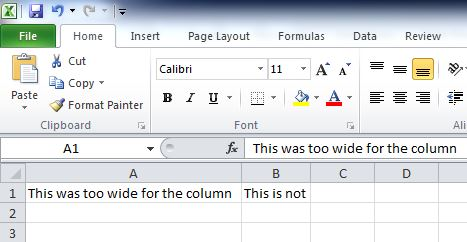 File Home Insert Page Layout Formulas Data Review
Cut
Copy
Paste
Format Painter
Clipboard
Calibri 11 A A
B I U A
Font
Ali
A1 fx This was too wide for the column
A B C D
1 This was too wide for the column This is not
2
3